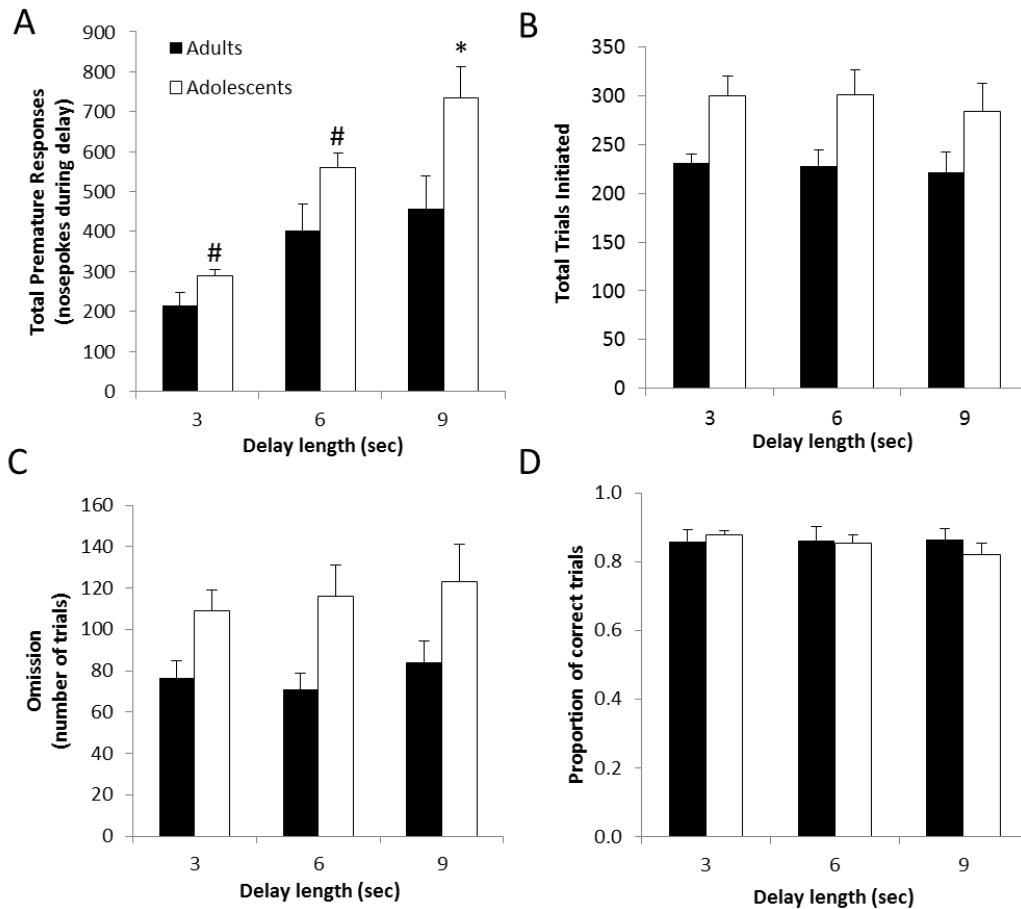 A
Total Premature Responses
(nosepokes during delay)
900
800
700
600
500
400
300
200
100
0
Adults
Adolescents
#
#
*
3 6 9
Delay length (sec)
B
Total Trials Initiated
350
300
250
200
150
100
50
0
3 6 9
Delay length (sec)
C
Omission
(number of trials)
160
140
120
100
80
60
40
20
0
3 6 9
Delay length (sec)
D
Proportion of correct trials
1.0
0.8
0.6
0.4
0.2
0.0
3 6 9
Delay length (sec)